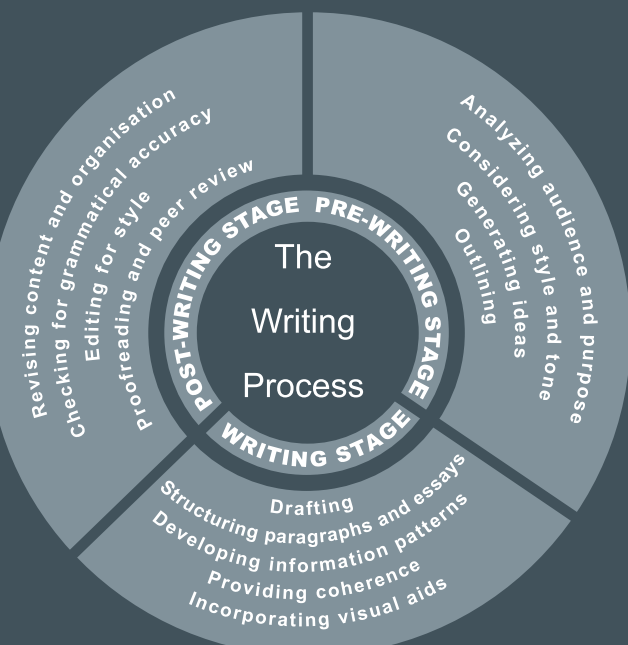 The
Writing
Process
PRE-WRITING STAGE
Analyzing audience and purpose
Considering style and tone
Generating ideas
Outlining
WRITING STAGE
Drafting
Structuring paragraphs and essays
Developing information patterns
Providing coherence
Incorporating visual aids
POST-WRITING STAGE
Revising content and organisation
Checking for grammatical accuracy
Editing for style
Proofreading and peer review